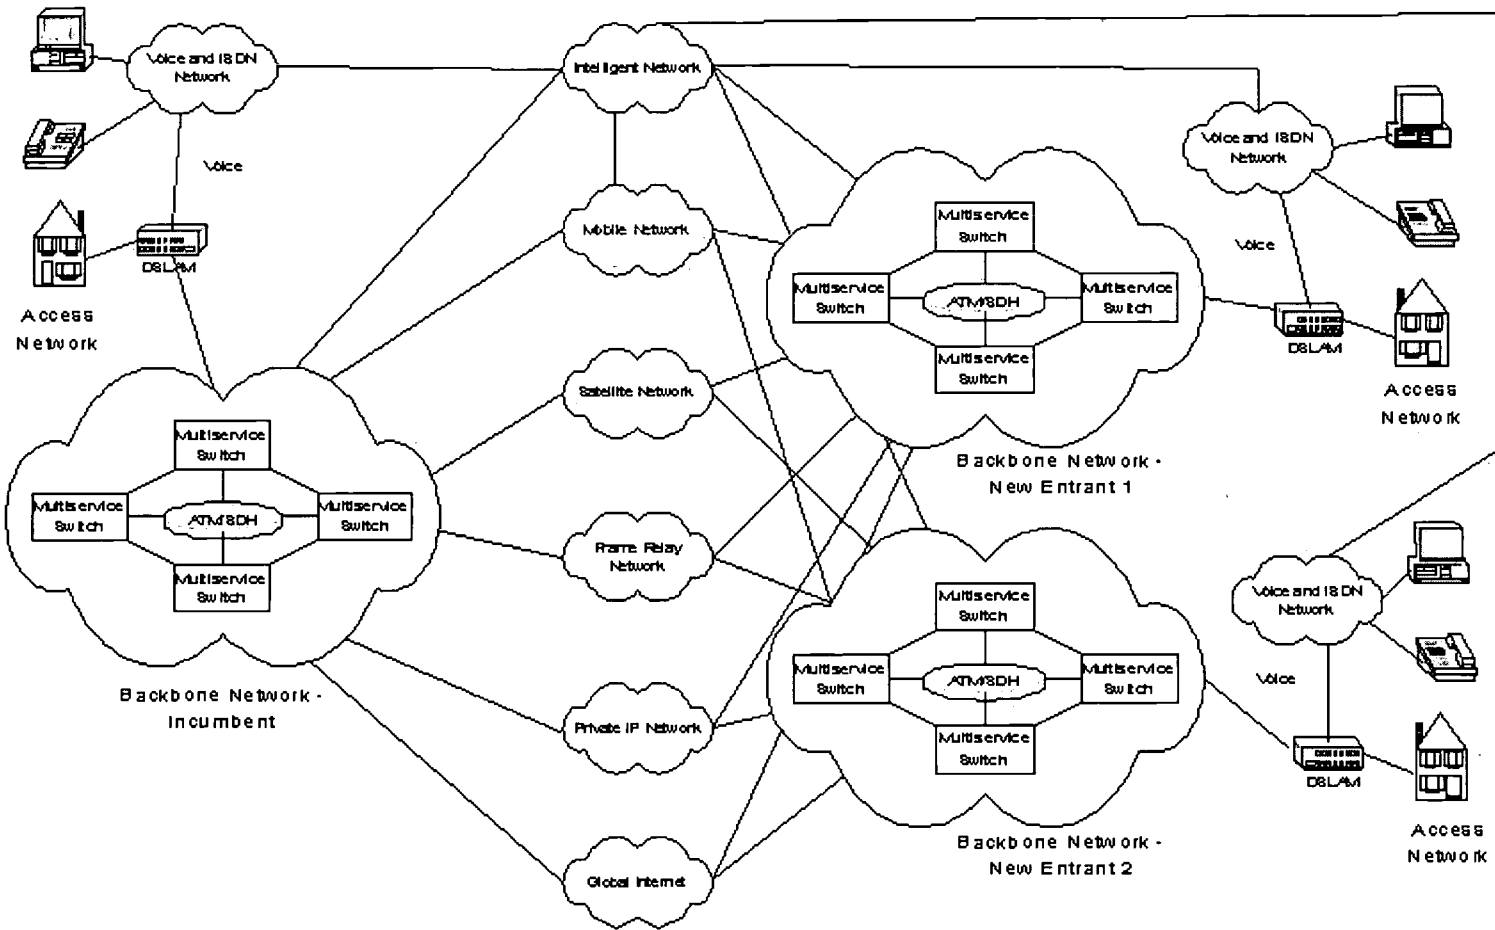 Voice and ISDN
Network
Voice
DSLAM
Access
Network
Multiservice
Switch
Multiservice
Switch
ATM/SDH
Multiservice
Switch
Multiservice
Switch
Backbone Network -
Incumbent
Intelligent Network
Mobile Network
Satellite Network
Frame Relay
Network
Private IP Network
Global Internet
Multiservice
Switch
Multiservice
Switch
ATM/SDH
Multiservice
Switch
Multiservice
Switch
Backbone Network -
New Entrant 1
Multiservice
Switch
Multiservice
Switch
ATM/SDH
Multiservice
Switch
Multiservice
Switch
Backbone Network -
New Entrant 2
Voice and ISDN
Network
Voice
DSLAM
Access
Network
Voice and ISDN
Network
Voice
DSLAM
Access
Network